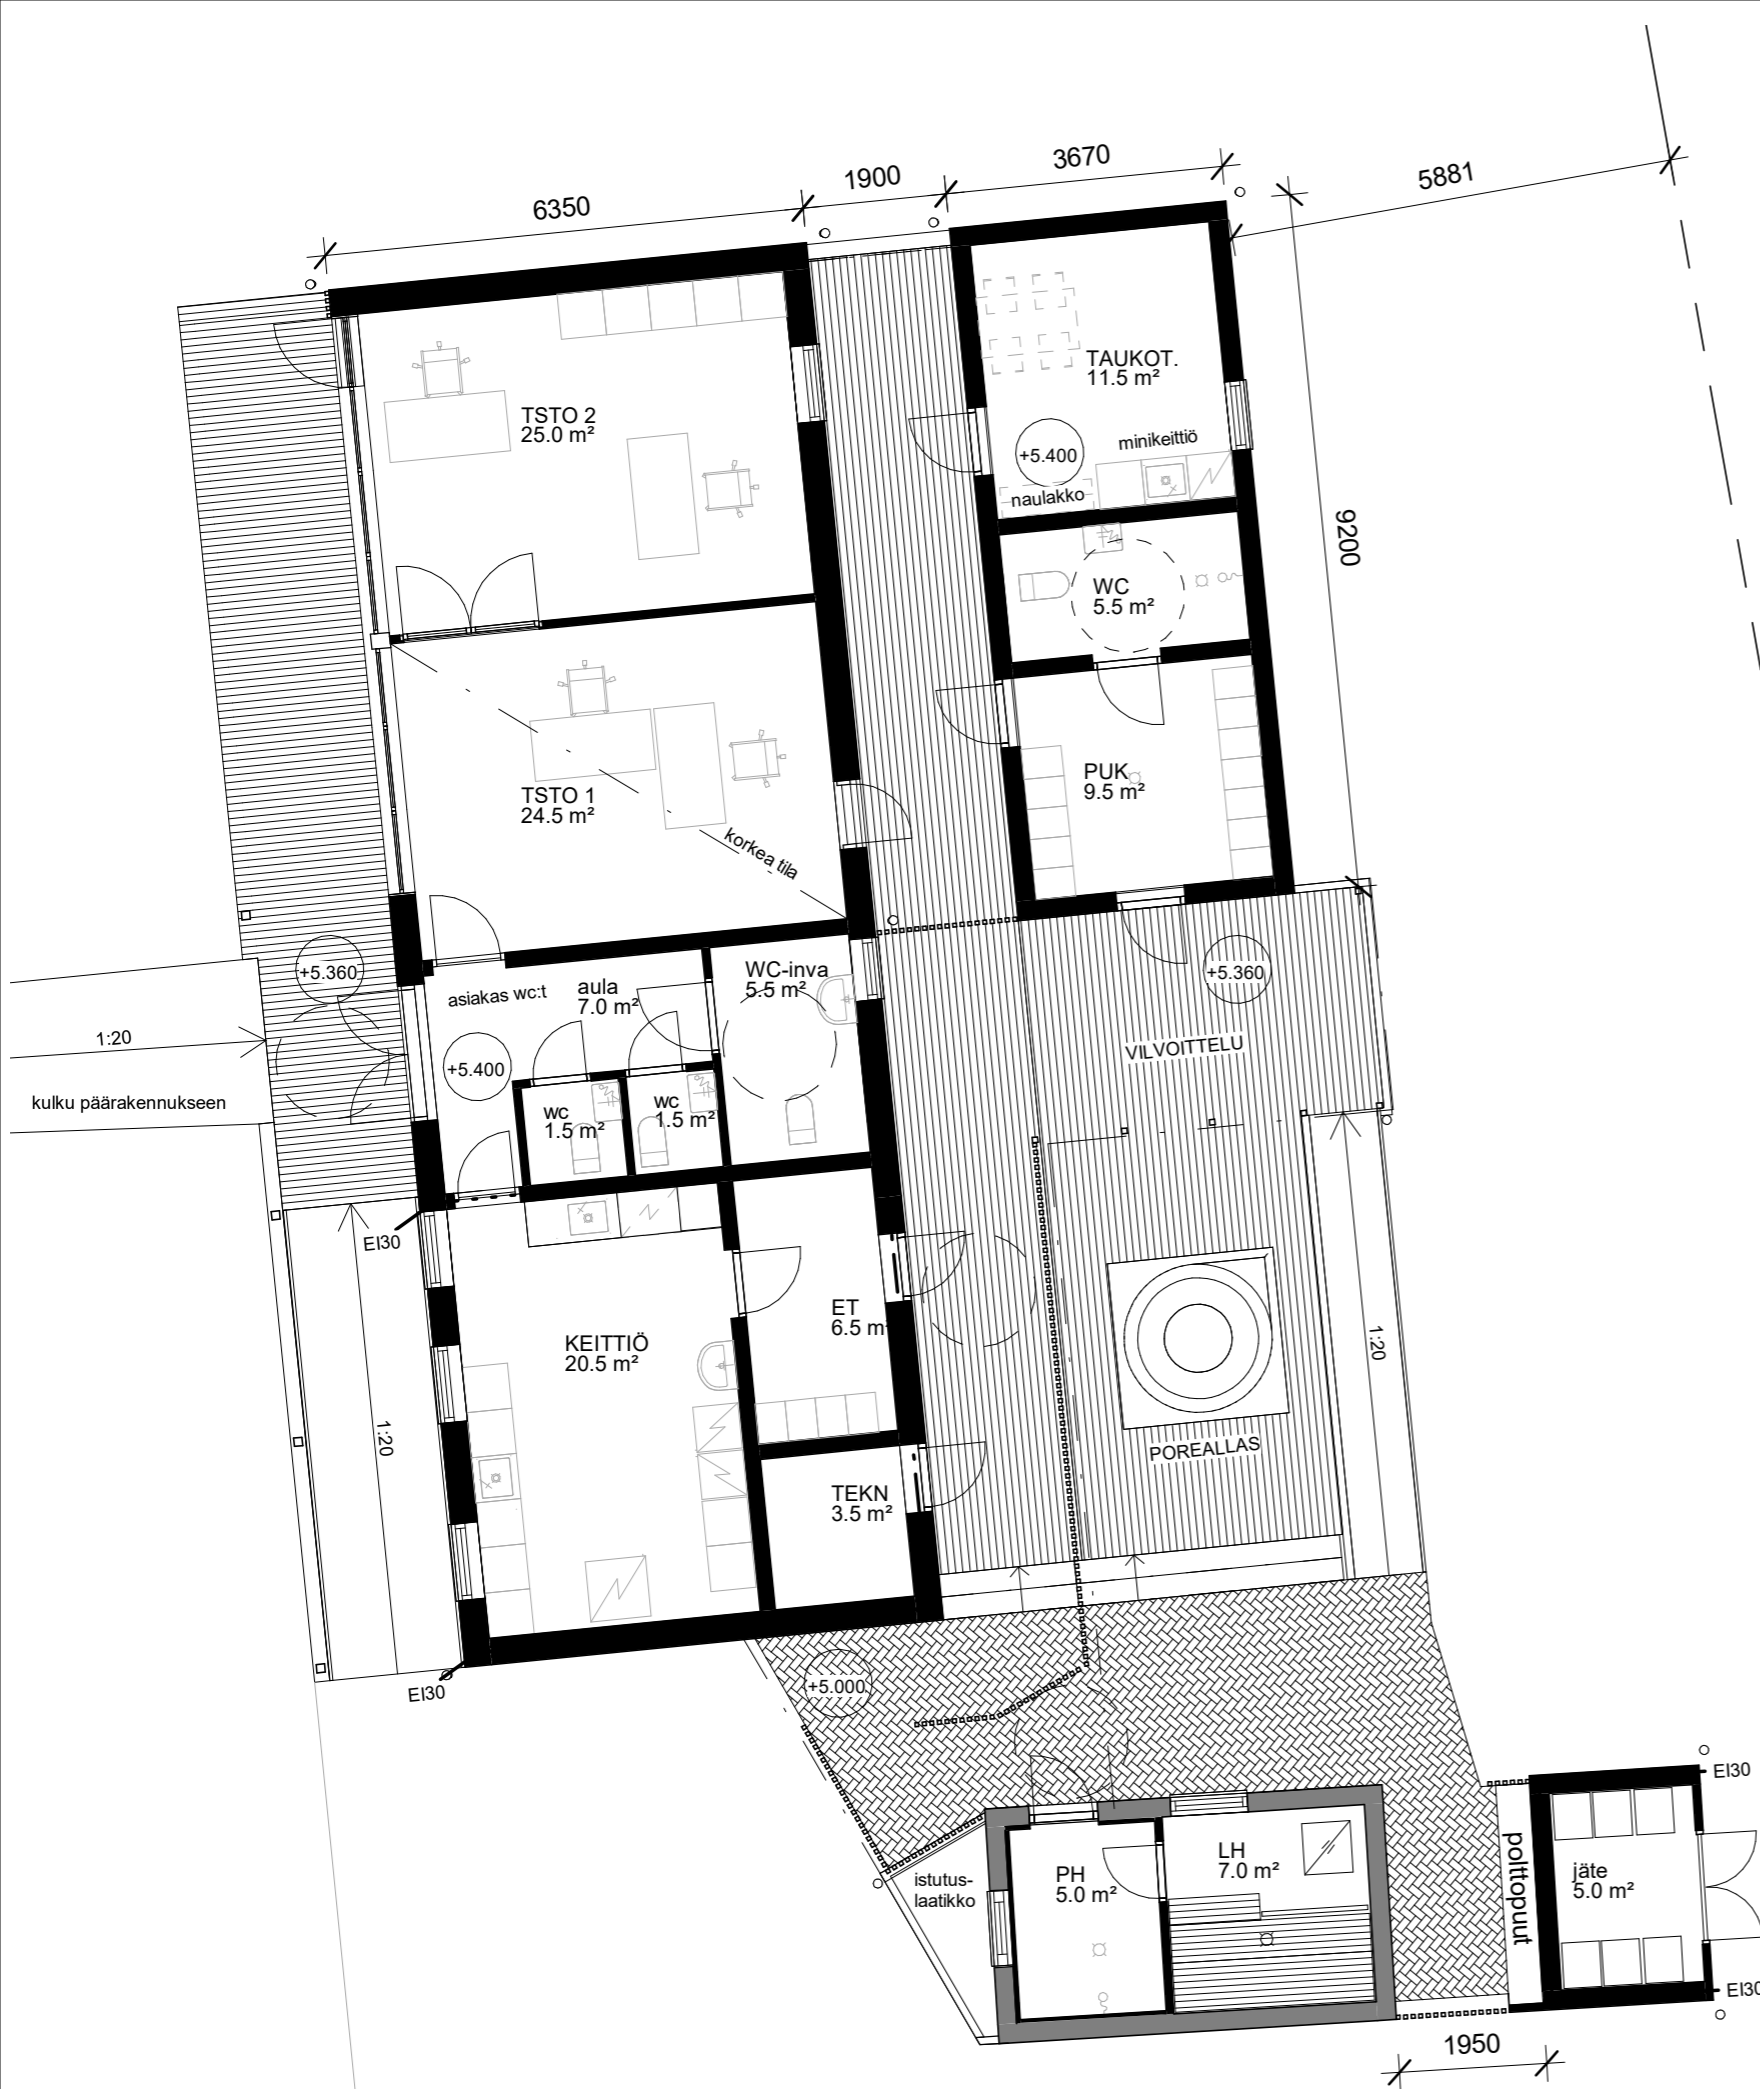 6350
1900
3670
5881
9200
TSTO 2
25.0 m²
TAUKOT.
11.5 m²
+5.400
minikeittiö
naulakko
WC
5.5 m²
PUK
9.5 m²
TSTO 1
24.5 m²
korkea tila
+5.360
1:20
kulku päärakennukseen
asiakas wc:t
aula
7.0 m²
WC-inva
5.5 m²
+5.400
wc
1.5 m²
wc
1.5 m²
+5.360
VILVOITTELU
EI30
1:20
KEITTIÖ
20.5 m²
ET
6.5 m²
1:20
POREALLAS
TEKN
3.5 m²
EI30
+5.000
istutus-
laatikko
PH
5.0 m²
LH
7.0 m²
polttopuut
jäte
5.0 m²
EI30
EI30
1950